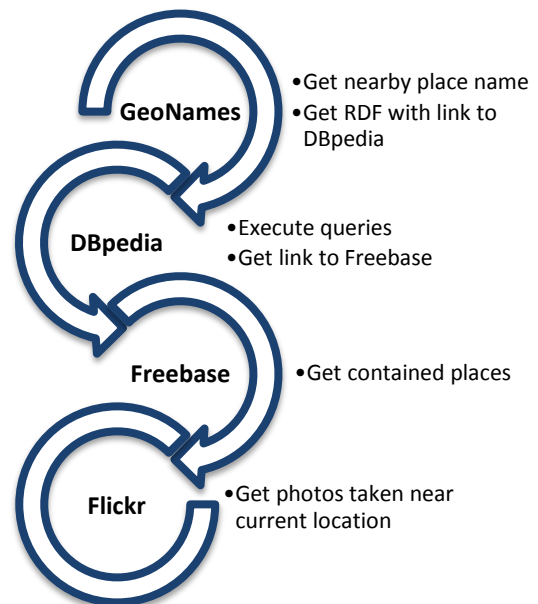 GeoNames
•Get nearby place name
•Get RDF with link to
DBpedia
DBpedia
•Execute queries
•Get link to Freebase
Freebase
•Get contained places
Flickr
•Get photos taken near
current location